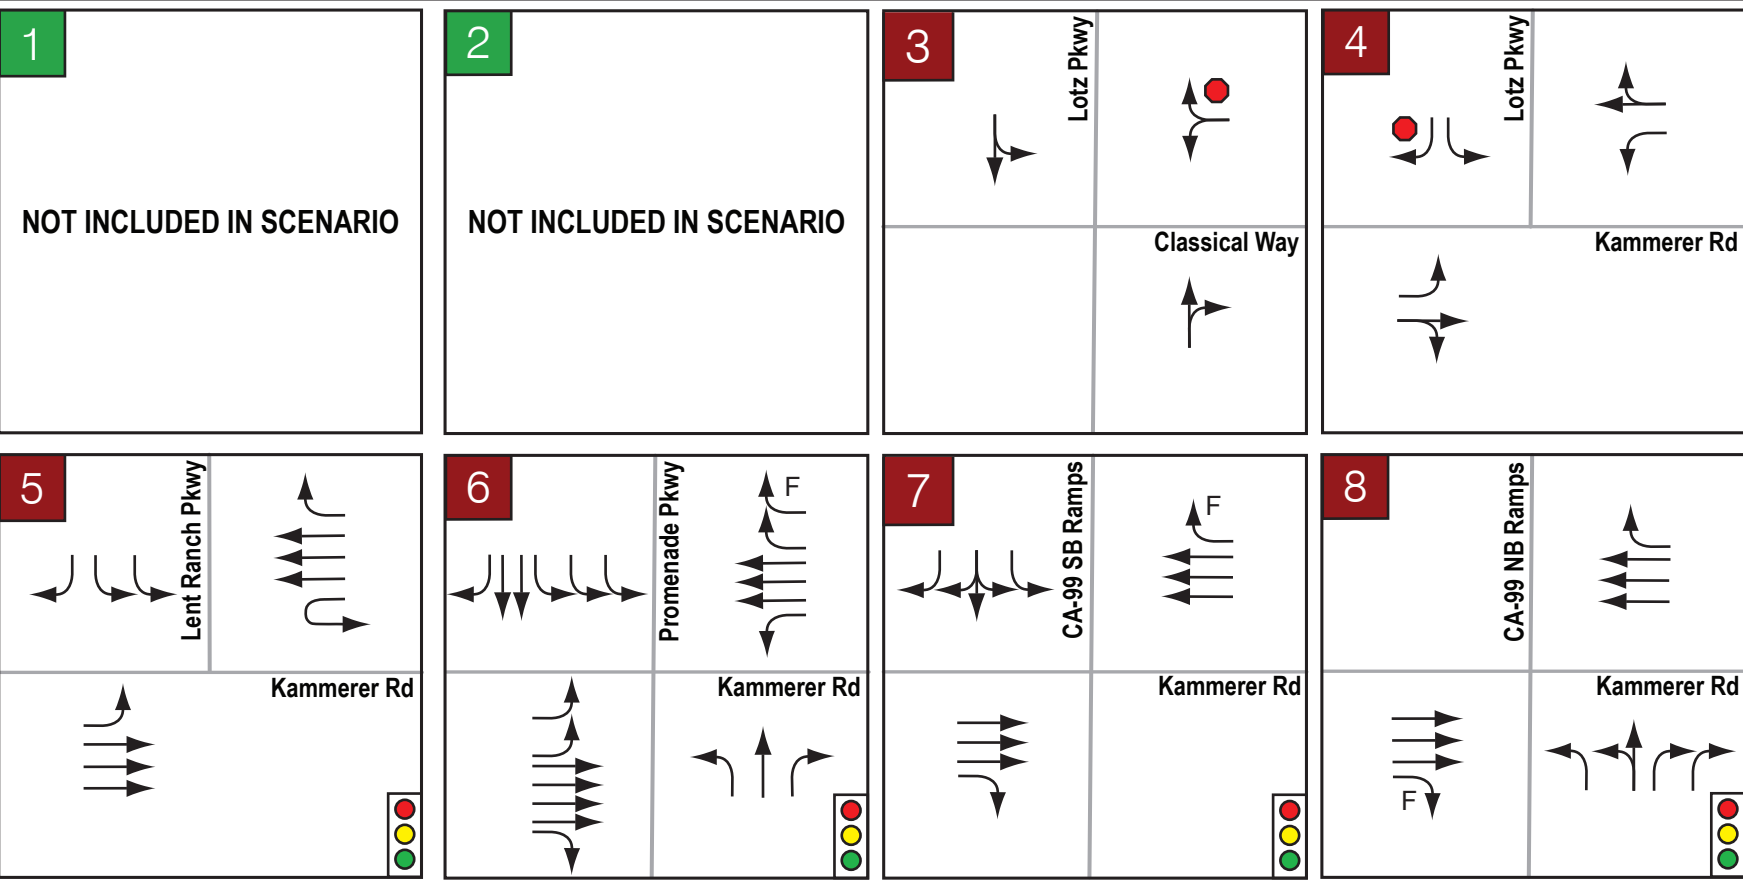 1
NOT INCLUDED IN SCENARIO
2
NOT INCLUDED IN SCENARIO
3
Lotz Pkwy
Classical Way
4
Lotz Pkwy
Kammerer Rd
5
Lent Ranch Pkwy
Kammerer Rd
6
Promenade Pkwy
F
Kammerer Rd
7
CA-99 SB Ramps
F
Kammerer Rd
8
CA-99 NB Ramps
Kammerer Rd
F